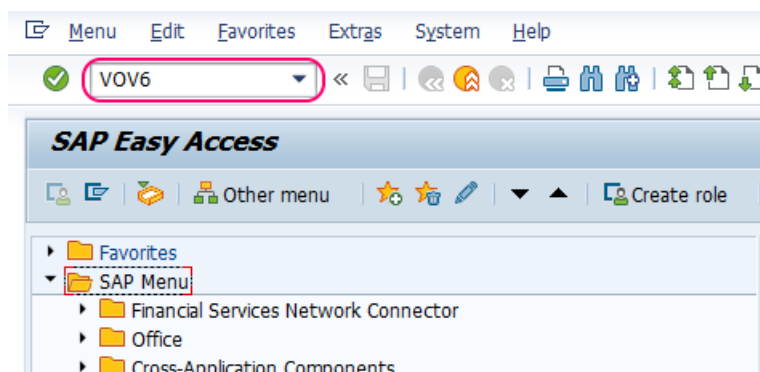 Menu Edit Favorites Extras System Help
VOV6
SAP Easy Access
Other menu Create role
Favorites
SAP Menu
Financial Services Network Connector
Office
Cross-Application Components